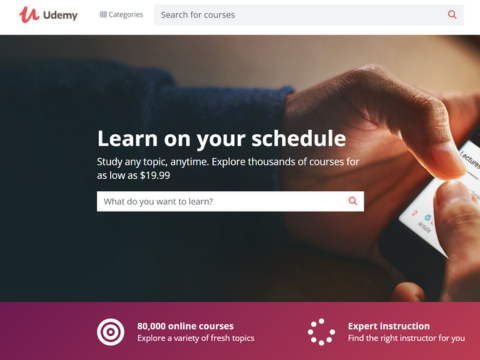 Udemy
Categories
Search for courses
Learn on your schedule
Study any topic, anytime. Explore thousands of courses for
as low as $19.99
What do you want to learn?
Lectures
80,000 online courses
Explore a variety of fresh topics
Expert instruction
Find the right instructor for you